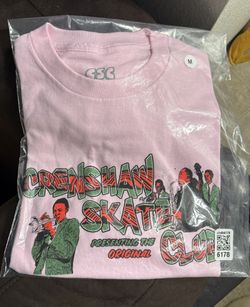 CSC
M
CRENSHAW
SKATE
CLUB
PRESENTING THE
ORIGINAL
6178